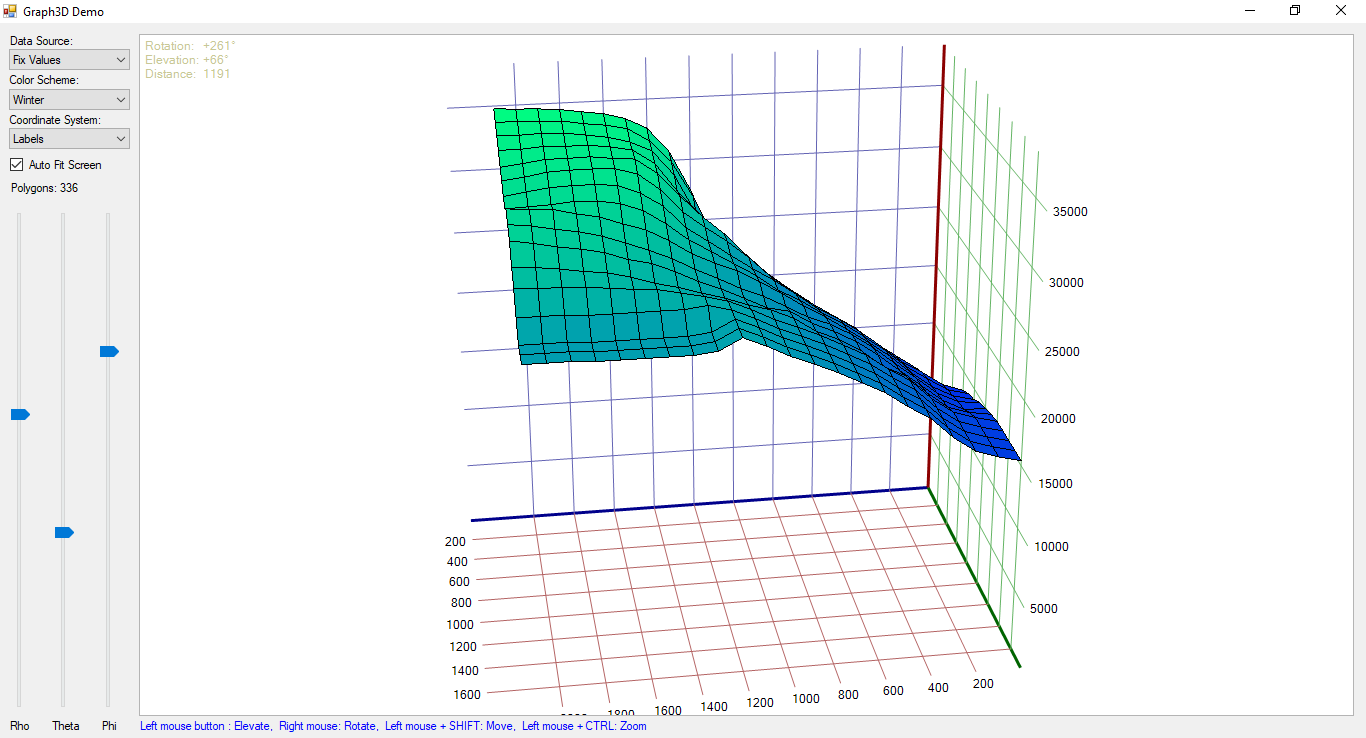 Graph3D Demo
Data Source:
Fix Values
Color Scheme:
Winter
Coordinate System:
Labels
Auto Fit Screen
Polygons: 336
Rotation: +261°
Elevation: +66°
Distance: 1191
35000
30000
25000
20000
15000
10000
5000
200
400
600
800
1000
1200
1400
1600
1800 1600 1400 1200 1000 800 600 400 200
Rho Theta Phi
Left mouse button : Elevate, Right mouse: Rotate, Left mouse + SHIFT: Move, Left mouse + CTRL: Zoom